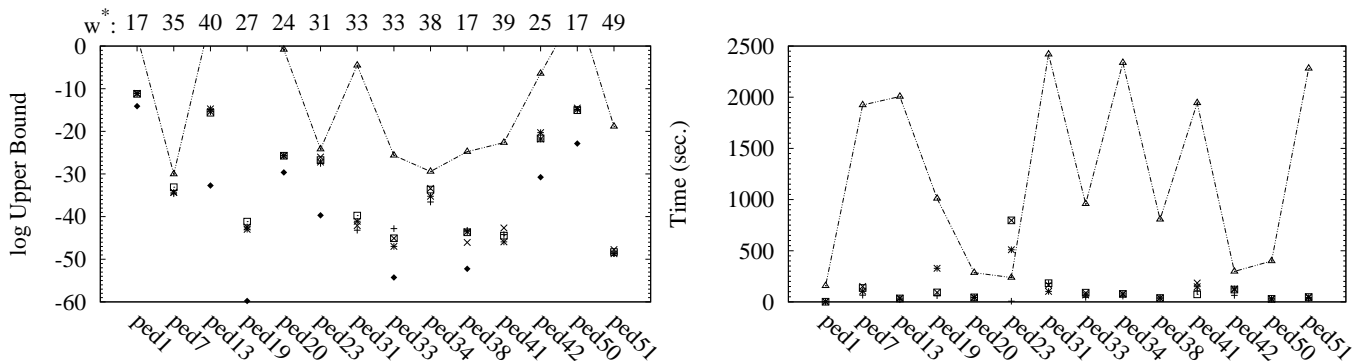 w*: 17 35 40 27 24 31 33 33 38 17 39 25 17 49
0
-10
-20
-30
-40
-50
-60
log Upper Bound
ped1 ped7 ped13 ped19 ped20 ped23 ped31 ped33 ped34 ped38 ped41 ped42 ped50 ped51
2500
2000
1500
1000
500
0
Time (sec.)
ped1 ped7 ped13 ped19 ped20 ped23 ped31 ped33 ped34 ped38 ped41 ped42 ped50 ped51